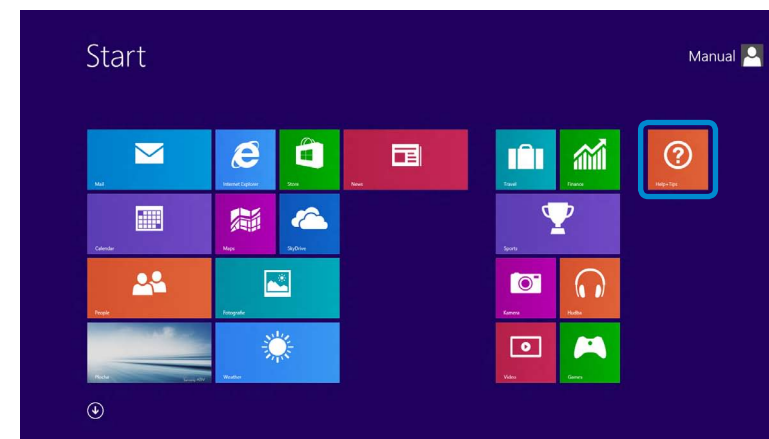 Start
Manual
Mail
Internet Explorer
Store
News
Travel
Finance
Help+Tips
Calendar
Maps
SkyDrive
Sports
People
Fotografie
Kamera
Hudba
Plocha
Weather
Video
Games